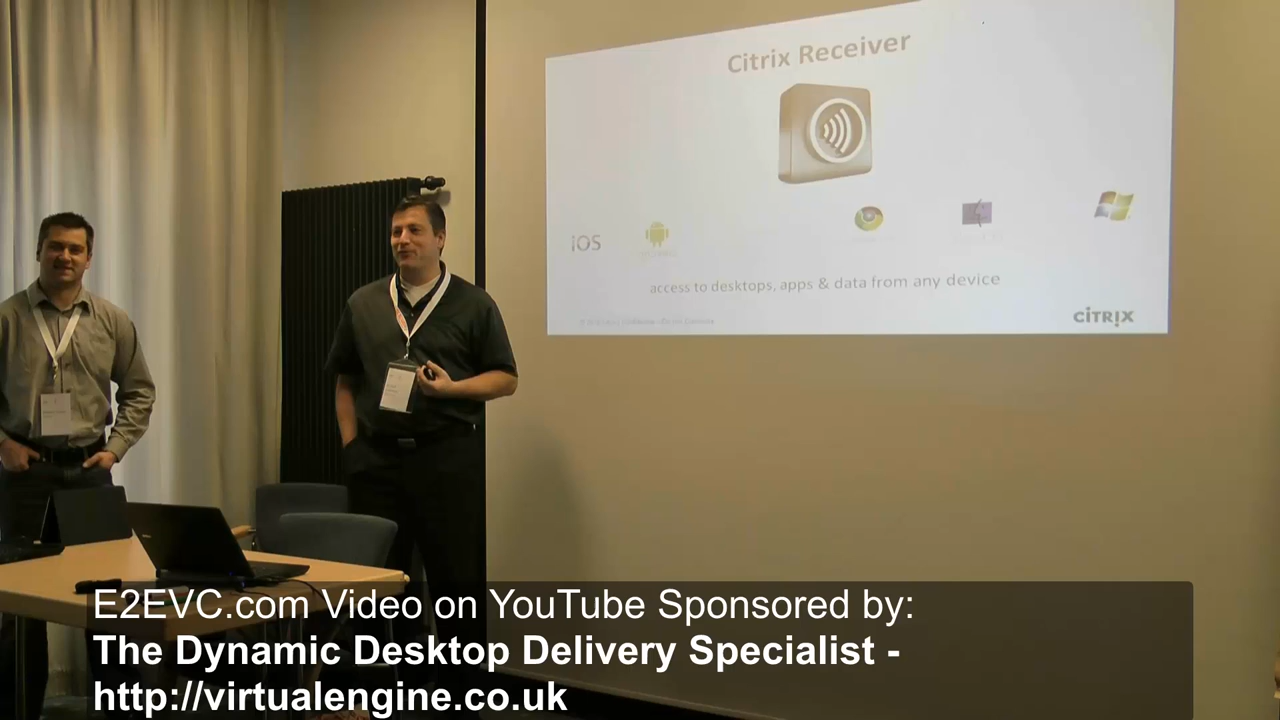 Citrix Receiver
iOS
access to desktops, apps & data from any device
CITRIX
E2EVC.com Video on YouTube Sponsored by:
The Dynamic Desktop Delivery Specialist -
http://virtualengine.co.uk